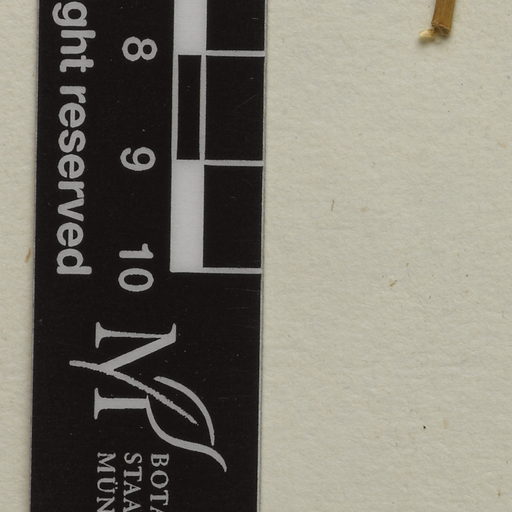 ght reserved
8
9
10
M
BOTA
STAA
MÜN